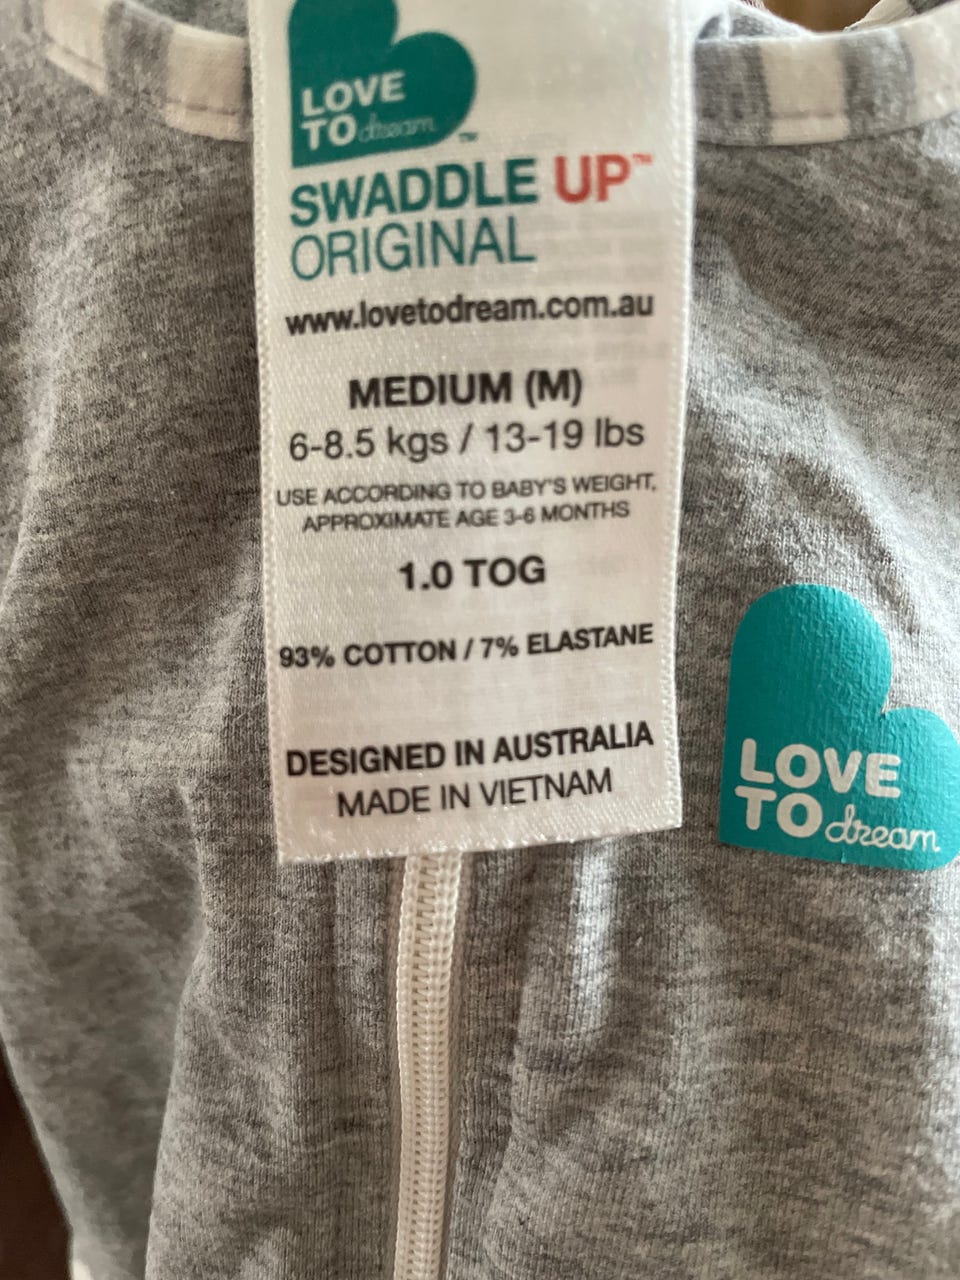 LOVE
TO dream™
SWADDLE UP™
ORIGINAL
www.lovetodream.com.au
MEDIUM (M)
6-8.5 kgs / 13-19 lbs
USE ACCORDING TO BABY'S WEIGHT,
APPROXIMATE AGE 3-6 MONTHS
1.0 TOG
93% COTTON / 7% ELASTANE
DESIGNED IN AUSTRALIA
MADE IN VIETNAM
LOVE
TO dream